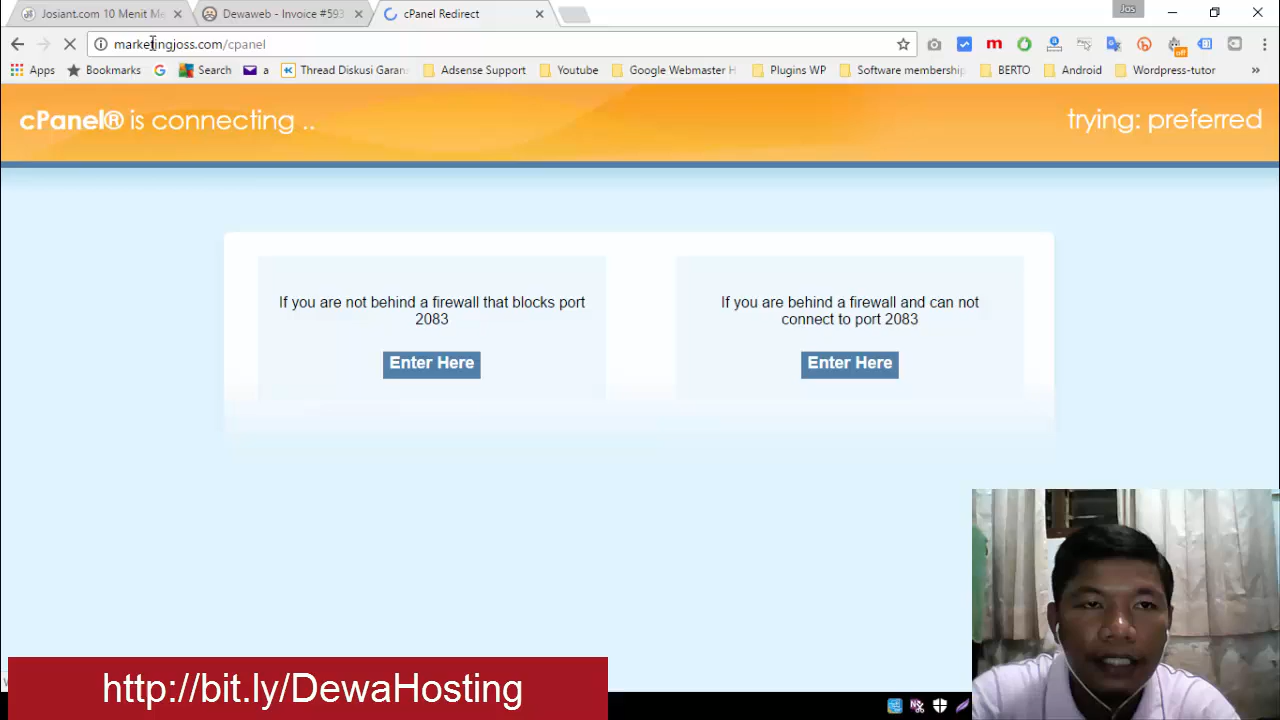 Josiant.com 10 Menit Me
Dewaweb - Invoice #593
cPanel Redirect
Jos
marketingjoss.com/cpanel
Apps
Bookmarks
G
Search
a
Thread Diskusi Garans
Adsense Support
Youtube
Google Webmaster H
Plugins WP
Software membership
BERTO
Android
Wordpress-tutor
cPanel® is connecting ..
trying: preferred
If you are not behind a firewall that blocks port
2083
Enter Here
If you are behind a firewall and can not
connect to port 2083
Enter Here
http://bit.ly/DewaHosting